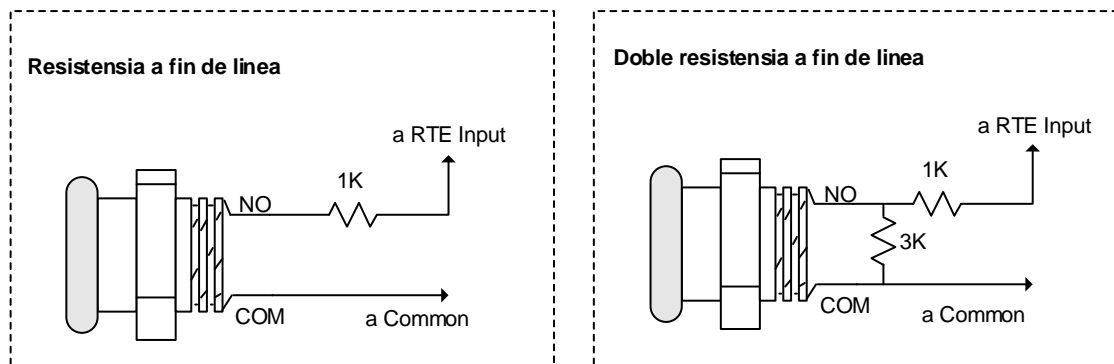 Resistensia a fin de linea
a RTE Input
1K
NO
COM
a Common
Doble resistensia a fin de linea
a RTE Input
1K
NO
3K
COM
a Common